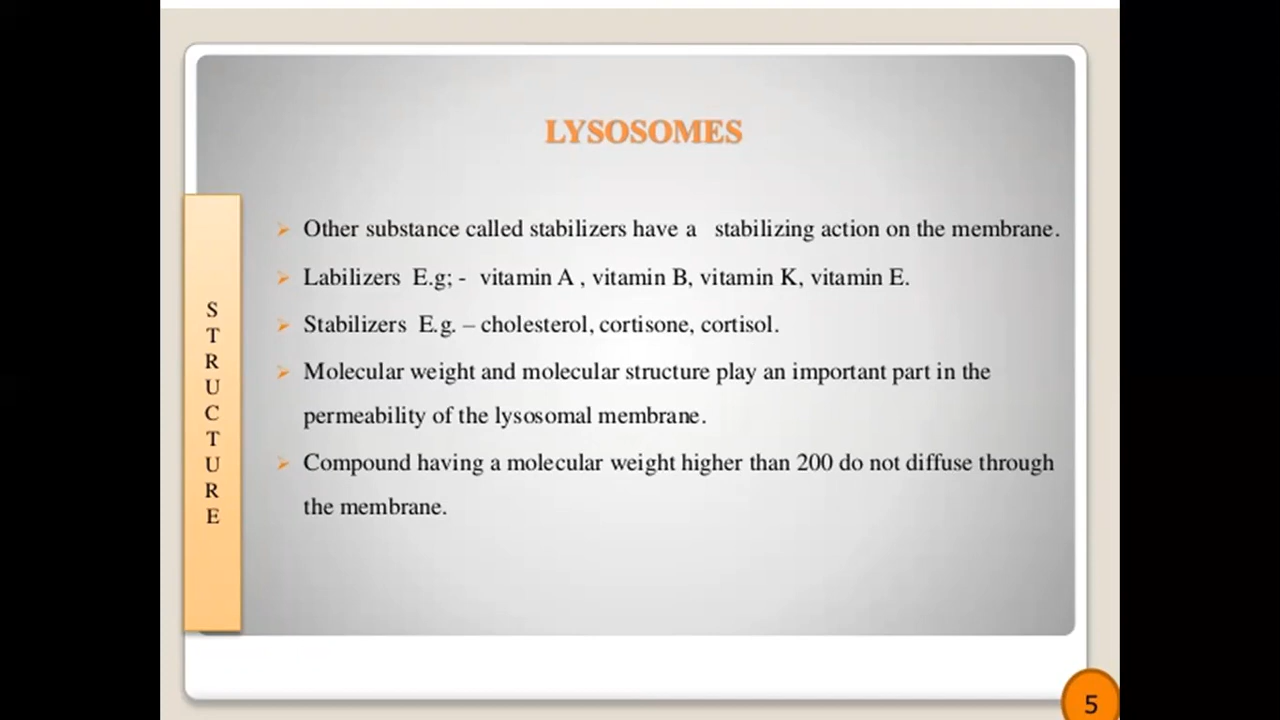 LYSOSOMES
Other substance called stabilizers have a stabilizing action on the membrane.
Labilizers E.g; - vitamin A , vitamin B, vitamin K, vitamin E.
Stabilizers E.g. – cholesterol, cortisone, cortisol.
Molecular weight and molecular structure play an important part in the
permeability of the lysosomal membrane.
Compound having a molecular weight higher than 200 do not diffuse through
the membrane.
S
T
R
U
C
T
U
R
E
5